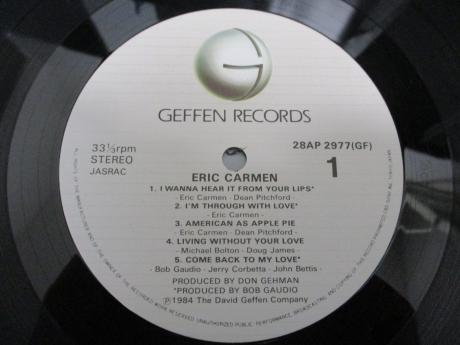 GEFFEN RECORDS
33⅓rpm
STEREO
JASRAC
28AP 2977(GF)
1
ERIC CARMEN
1. I WANNA HEAR IT FROM YOUR LIPS*
- Eric Carmen · Dean Pitchford -
2. I'M THROUGH WITH LOVE*
- Eric Carmen -
3. AMERICAN AS APPLE PIE
- Eric Carmen · Dean Pitchford -
4. LIVING WITHOUT YOUR LOVE
- Michael Bolton · Doug James -
5. COME BACK TO MY LOVE*
- Bob Gaudio · Jerry Corbetta · John Bettis -
PRODUCED BY DON GEHMAN
*PRODUCED BY BOB GAUDIO
℗1984 The David Geffen Company